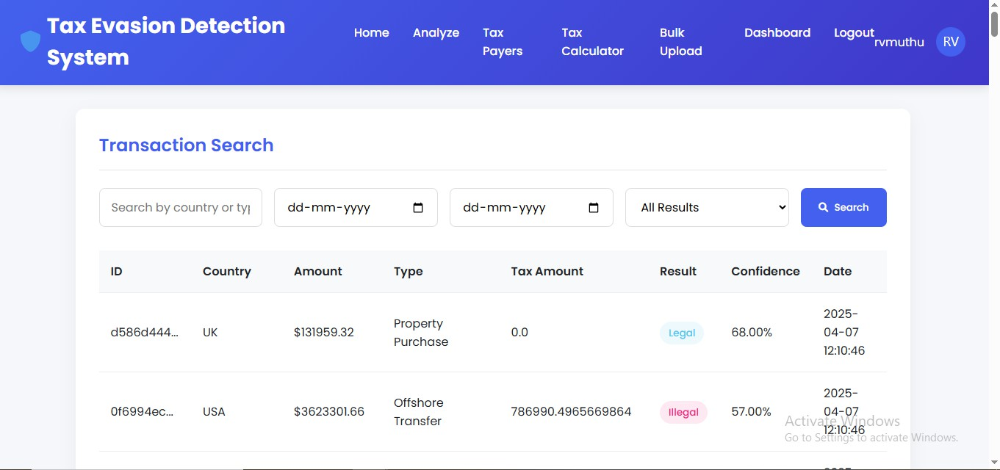 Tax Evasion Detection
System
Home
Analyze
Tax
Payers
Tax
Calculator
Bulk
Upload
Dashboard
Logout
rvmuthu
RV
Transaction Search
Search by country or typ
dd-mm-yyyy
dd-mm-yyyy
All Results
Search
ID Country Amount Type Tax Amount Result Confidence Date
d586d444... UK $131959.32
Property
Purchase
0.0 Legal 68.00%
2025-
04-07
12:10:46
0f6994ec... USA $3623301.66
Offshore
Transfer
786990.4965669864 Illegal 57.00%
2025-
04-07
12:10:46
Activate Windows
Go to Settings to activate Windows.